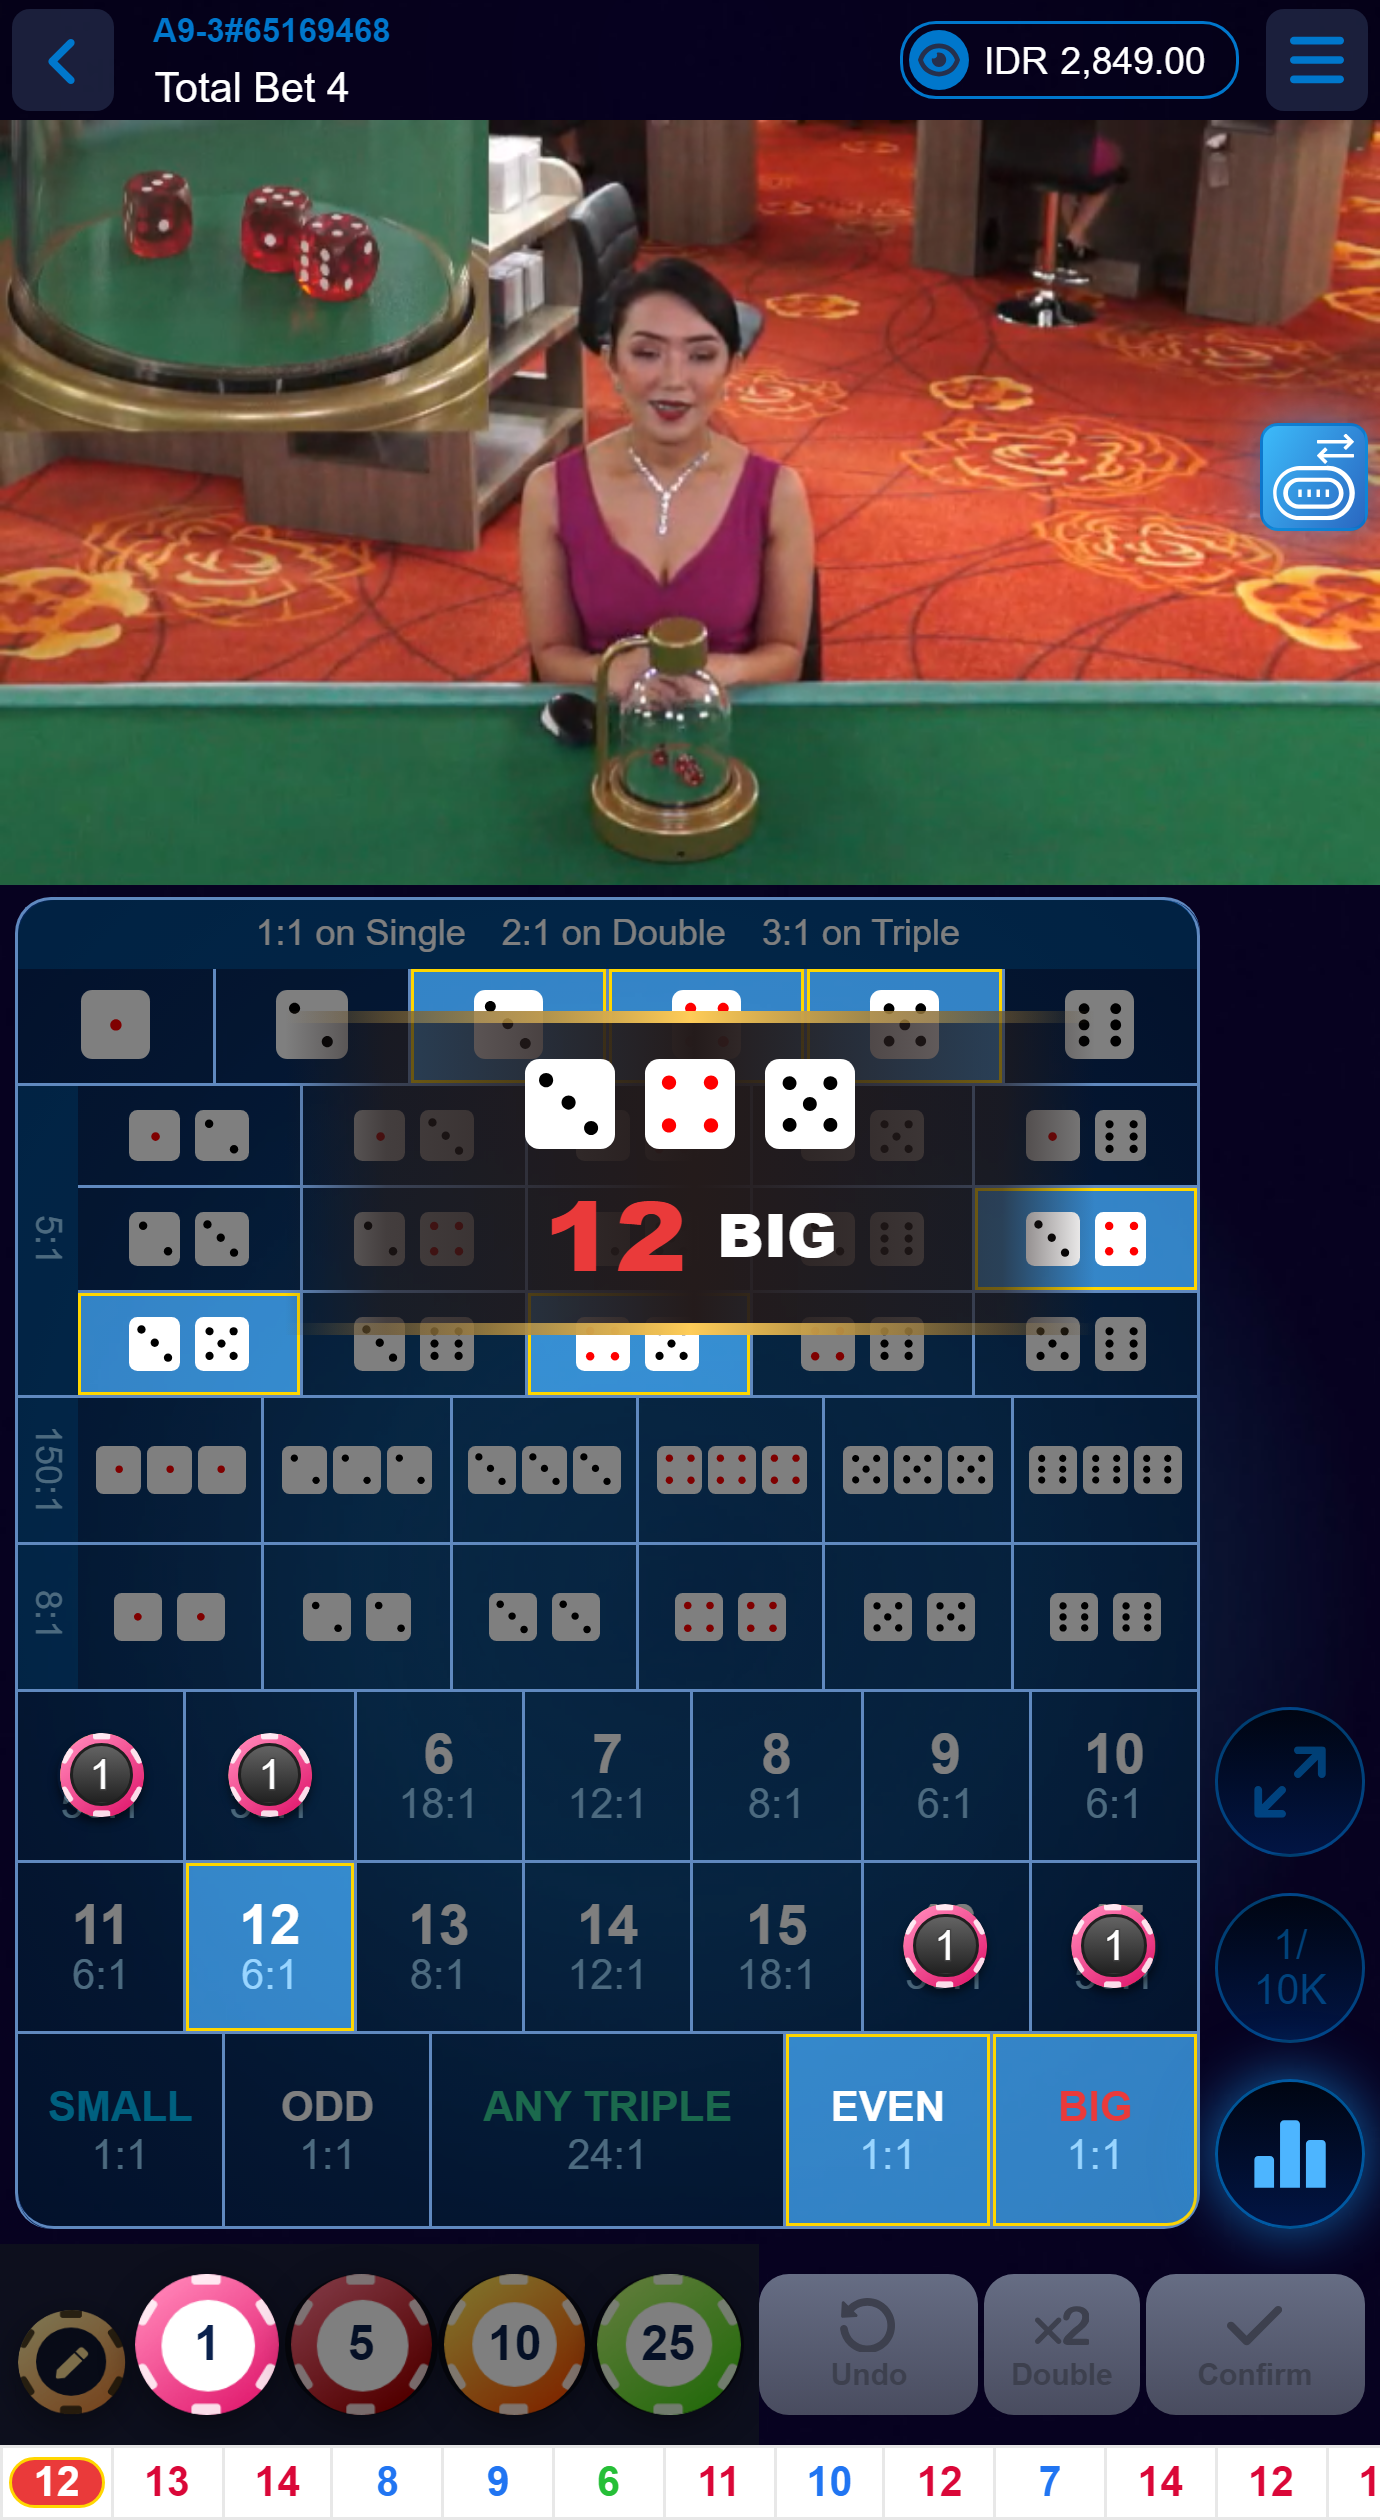 A9-3#65169468
Total Bet 4
IDR 2,849.00
1:1 on Single 2:1 on Double 3:1 on Triple
12 BIG
5:1
150:1
8:1
1 1 6 7 8 9 10
18:1 12:1 8:1 6:1 6:1
11 12 13 14 15 1 1
6:1 6:1 8:1 12:1 18:1
1/
10K
SMALL ODD ANY TRIPLE EVEN BIG
1:1 1:1 24:1 1:1 1:1
1 5 10 25 x2
Undo Double Confirm
12 13 14 8 9 6 11 10 12 7 14 12